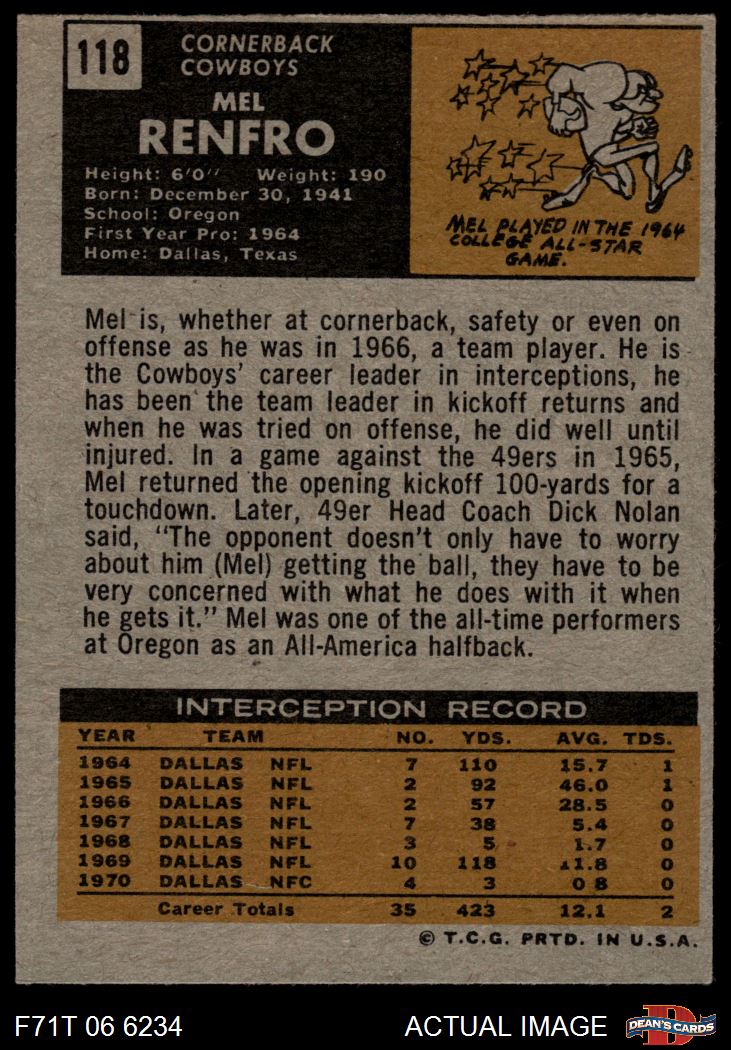 118
CORNERBACK
COWBOYS
MEL
RENFRO
Height: 6'0" Weight: 190
Born: December 30, 1941
School: Oregon
First Year Pro: 1964
Home: Dallas, Texas
MEL PLAYED IN THE 1964
COLLEGE ALL-STAR
GAME.
Mel is, whether at cornerback, safety or even on
offense as he was in 1966, a team player. He is
the Cowboys' career leader in interceptions, he
has been the team leader in kickoff returns and
when he was tried on offense, he did well until
injured. In a game against the 49ers in 1965,
Mel returned the opening kickoff 100-yards for a
touchdown. Later, 49er Head Coach Dick Nolan
said, "The opponent doesn't only have to worry
about him (Mel) getting the ball, they have to be
very concerned with what he does with it when
he gets it." Mel was one of the all-time performers
at Oregon as an All-America halfback.
INTERCEPTION RECORD
YEAR TEAM NO. YDS. AVG. TDS.
1964 DALLAS NFL 7 110 15.7 1
1965 DALLAS NFL 2 92 46.0 1
1966 DALLAS NFL 2 57 28.5 0
1967 DALLAS NFL 7 38 5.4 0
1968 DALLAS NFL 3 5 1.7 0
1969 DALLAS NFL 10 118 11.8 0
1970 DALLAS NFC 4 3 0 8 0
Career Totals 35 423 12.1 2
© T.C.G. PRTD. IN U.S.A.
F71T 06 6234 ACTUAL IMAGE DEAN'S CARDS